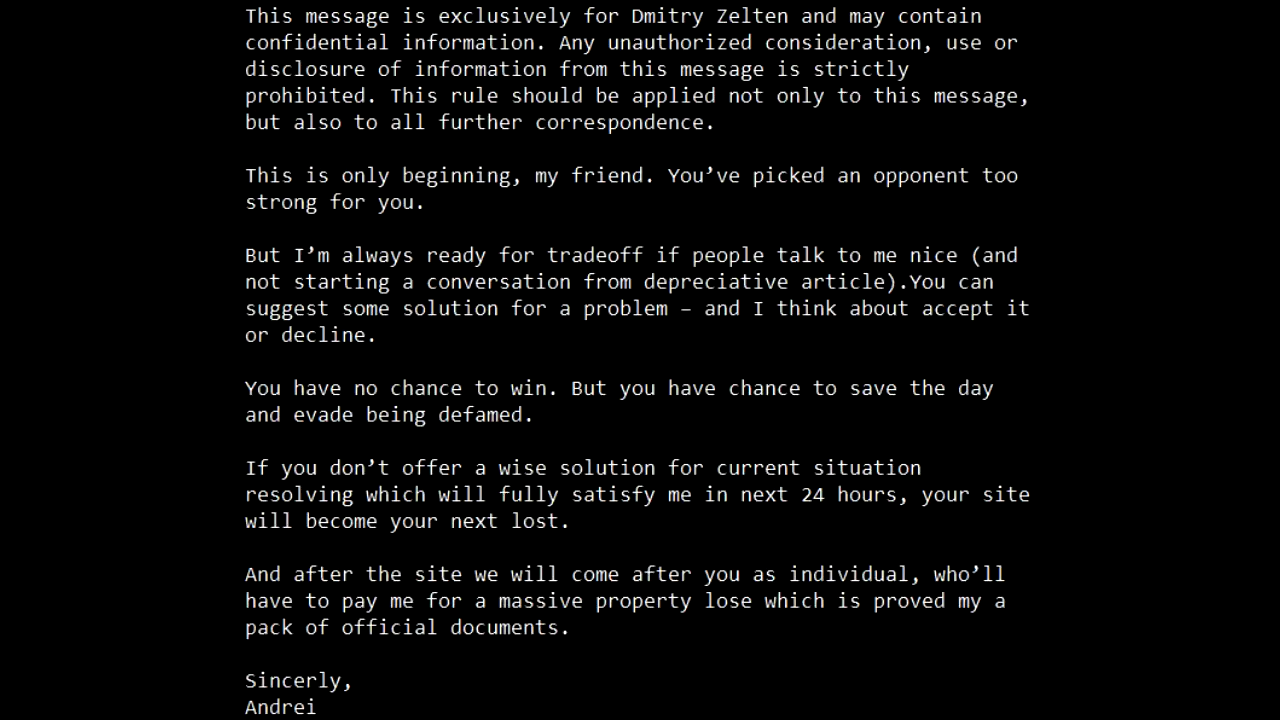 This message is exclusively for Dmitry Zelten and may contain
confidential information. Any unauthorized consideration, use or
disclosure of information from this message is strictly
prohibited. This rule should be applied not only to this message,
but also to all further correspondence.
This is only beginning, my friend. You’ve picked an opponent too
strong for you.
But I’m always ready for tradeoff if people talk to me nice (and
not starting a conversation from depreciative article).You can
suggest some solution for a problem – and I think about accept it
or decline.
You have no chance to win. But you have chance to save the day
and evade being defamed.
If you don’t offer a wise solution for current situation
resolving which will fully satisfy me in next 24 hours, your site
will become your next lost.
And after the site we will come after you as individual, who’ll
have to pay me for a massive property lose which is proved my a
pack of official documents.
Sincerly,
Andrei